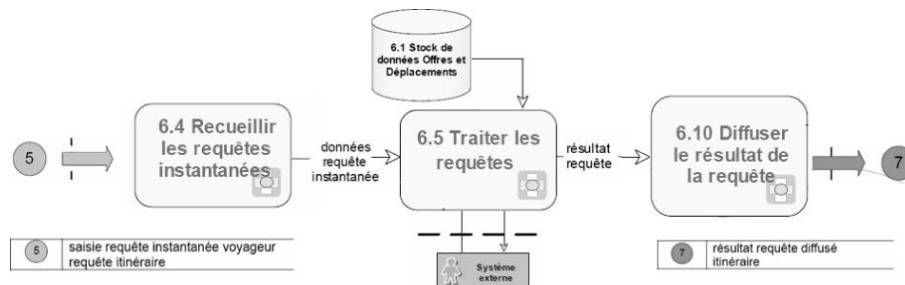 6.1 Stock de
données Offres et
Déplacements
6.4 Recueillir
les requêtes
instantanées
6.5 Traiter les
requêtes
6.10 Diffuser
le résultat de
la requête
5
données
requête
instantanée
résultat
requête
7
5 saisie requête instantanée voyageur
requête itinéraire
Système
externe
7 résultat requête diffusé
itinéraire